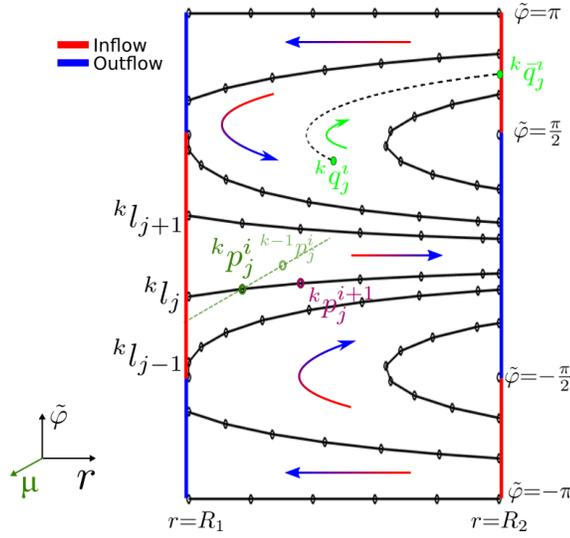 φ̃=π
Inflow
Outflow
ᵏq̄ⱼⁱ
φ̃=π/2
ᵏqⱼⁱ
ᵏlⱼ₊₁
ᵏpⱼⁱ ᵏ⁻¹pⱼⁱ
ᵏlⱼ
ᵏpⱼⁱ⁺¹
ᵏlⱼ₋₁
φ̃=-π/2
φ̃
r
μ
φ̃=-π
r=R₁
r=R₂